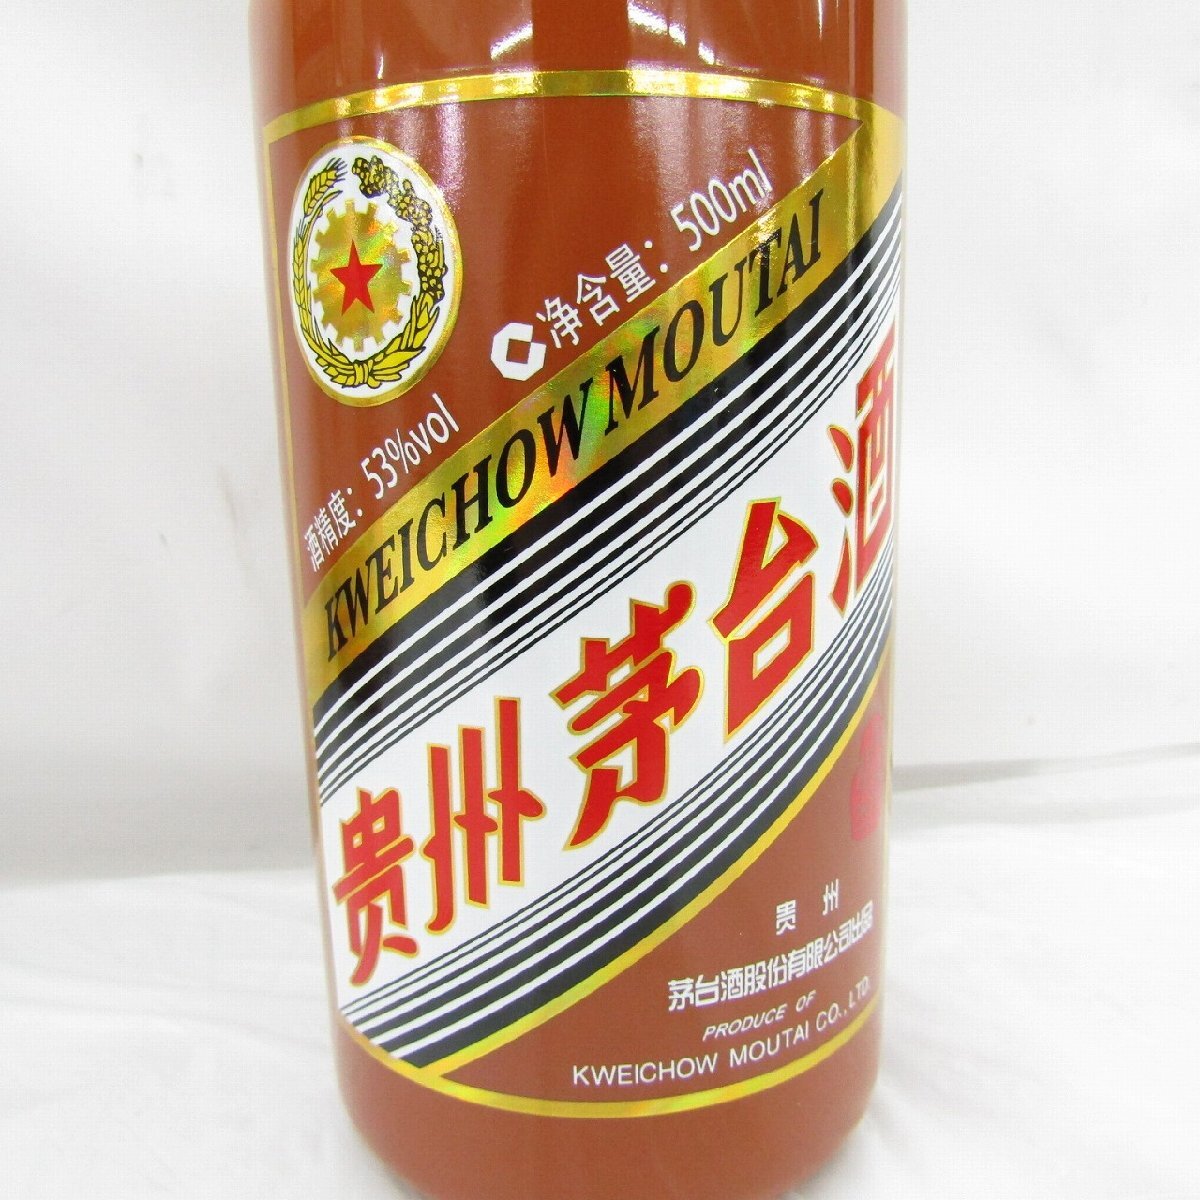 净含量：500ml
酒精度：53%vol
KWEICHOW MOUTAI
贵州茅台酒
贵州
茅台酒股份有限公司出品
PRODUCE OF
KWEICHOW MOUTAI CO., LTD.